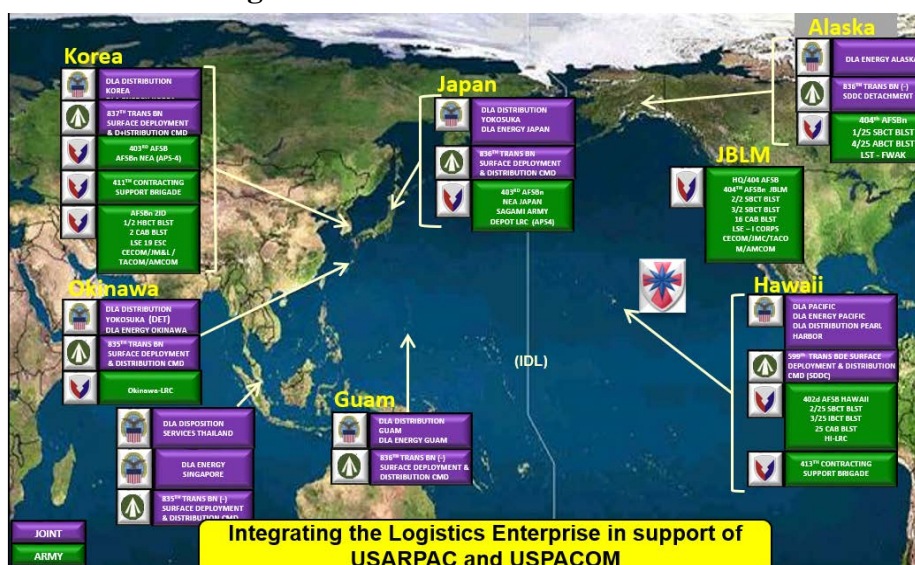 Korea
DLA DISTRIBUTION
KOREA
837TH TRANS BN
SURFACE DEPLOYMENT
& D+ISTRIBUTION CMD
403RD AFSB
AFSBn NEA (APS-4)
411TH CONTRACTING
SUPPORT BRIGADE
AFSBn 2ID
1/2 HBCT BLST
2 CAB BLST
LSE 19 ESC
CECOM/JM&L /
TACOM/AMCOM
Japan
DLA DISTRIBUTION
YOKOSUKA
DLA ENERGY JAPAN
836TH TRANS BN
SURFACE DEPLOYMENT
& DISTRIBUTION CMD
403RD AFSBn
NEA JAPAN
SAGAMI ARMY
DEPOT LRC (APS4)
Alaska
DLA ENERGY ALASKA
836TH TRANS BN (-)
SDDC DETACHMENT
404th AFSBn
1/25 SBCT BLST
4/25 ABCT BLST
LST - FWAK
JBLM
HQ/404 AFSB
404TH AFSBn JBLM
2/2 SBCT BLST
3/2 SBCT BLST
16 CAB BLST
LSE – I CORPS
CECOM/JMC/TACO
M/AMCOM
Okinawa
DLA DISTRIBUTION
YOKOSUKA (DET)
DLA ENERGY OKINAWA
835TH TRANS BN
SURFACE DEPLOYMENT
& DISTRIBUTION CMD
Okinawa-LRC
DLA DISPOSITION
SERVICES THAILAND
DLA ENERGY
SINGAPORE
835TH TRANS BN (-)
SURFACE DEPLOYMENT
& DISTRIBUTION CMD
Guam
DLA DISTRIBUTION
GUAM
DLA ENERGY GUAM
836TH TRANS BN (-)
SURFACE DEPLOYMENT &
DISTRIBUTION CMD
(IDL)
Hawaii
DLA PACIFIC
DLA ENERGY PACIFIC
DLA DISTRIBUTION PEARL
HARBOR
599th TRANS BDE SURFACE
DEPLOYMENT & DISTRIBUTION
CMD (SDDC)
402d AFSB HAWAII
2/25 SBCT BLST
3/25 IBCT BLST
25 CAB BLST
HI-LRC
413TH CONTRACTING
SUPPORT BRIGADE
JOINT
ARMY
Integrating the Logistics Enterprise in support of
USARPAC and USPACOM